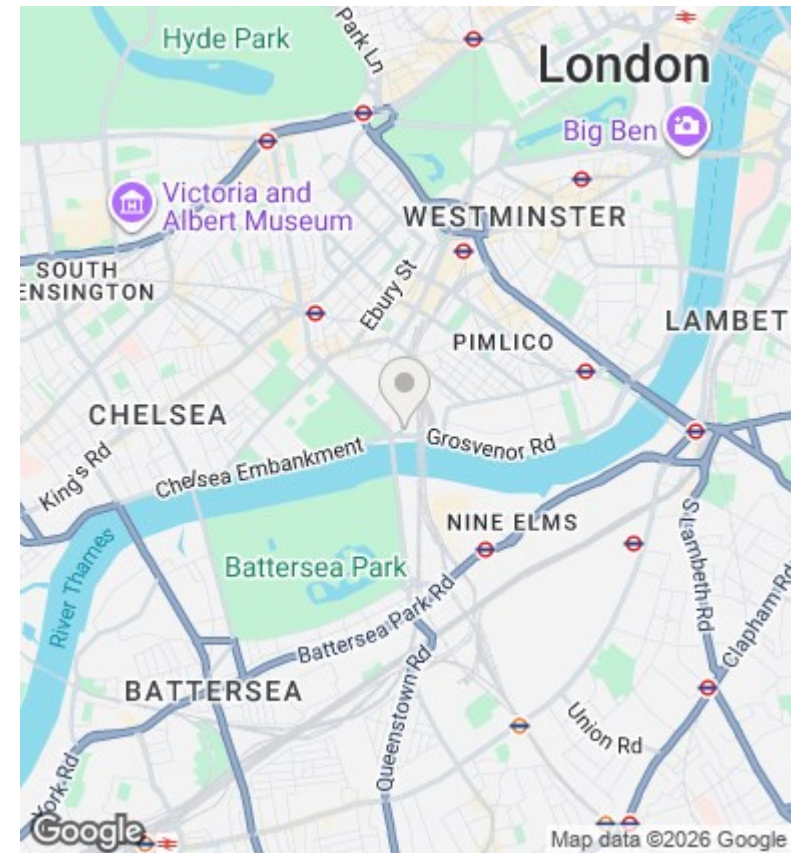 Hyde Park
Park Ln
London
Big Ben
Victoria and
Albert Museum
WESTMINSTER
SOUTH
ENSINGTON
Ebury St
PIMLICO
LAMBET
CHELSEA
King's Rd
Chelsea Embankment
Grosvenor Rd
NINE ELMS
S Lambeth Rd
River Thames
Battersea Park
Clapham Rd
Battersea Park Rd
BATTERSEA
Queenstown Rd
Union Rd
York Rd
Google
Map data ©2026 Google